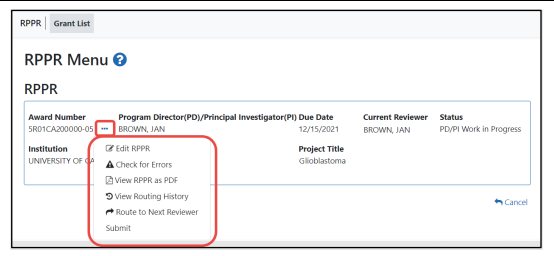 RPPR | Grant List
RPPR Menu ?
RPPR
Award Number Program Director(PD)/Principal Investigator(PI) Due Date Current Reviewer Status
5R01CA200000-05 ... BROWN, JAN 12/15/2021 BROWN, JAN PD/PI Work in Progress
Institution Project Title
UNIVERSITY OF Glioblastoma
Edit RPPR
Check for Errors
View RPPR as PDF
View Routing History
Route to Next Reviewer
Submit
Cancel